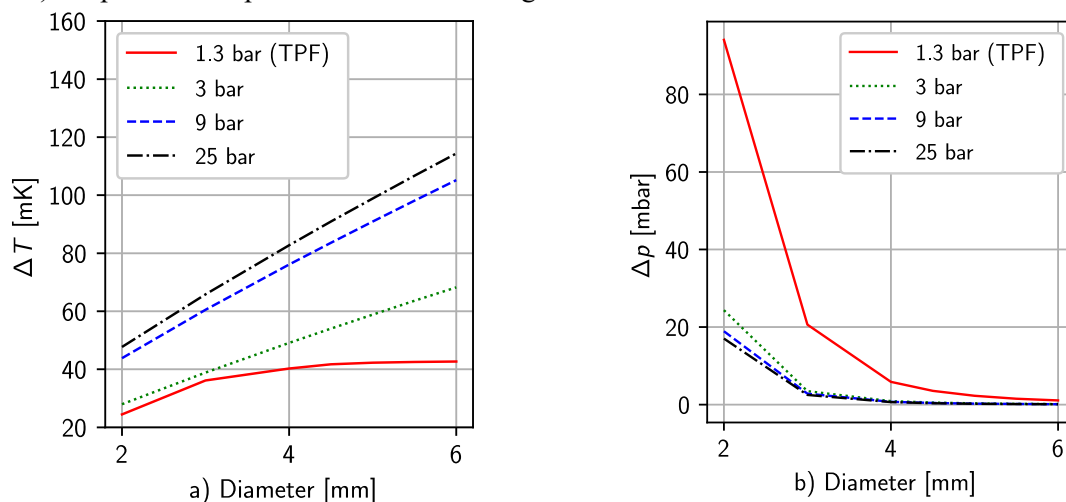 160
140
120
100
80
60
40
20
2
4
6
Δ T [mK]
a) Diameter [mm]
1.3 bar (TPF)
3 bar
9 bar
25 bar
80
60
40
20
0
2
4
6
Δp [mbar]
b) Diameter [mm]
1.3 bar (TPF)
3 bar
9 bar
25 bar